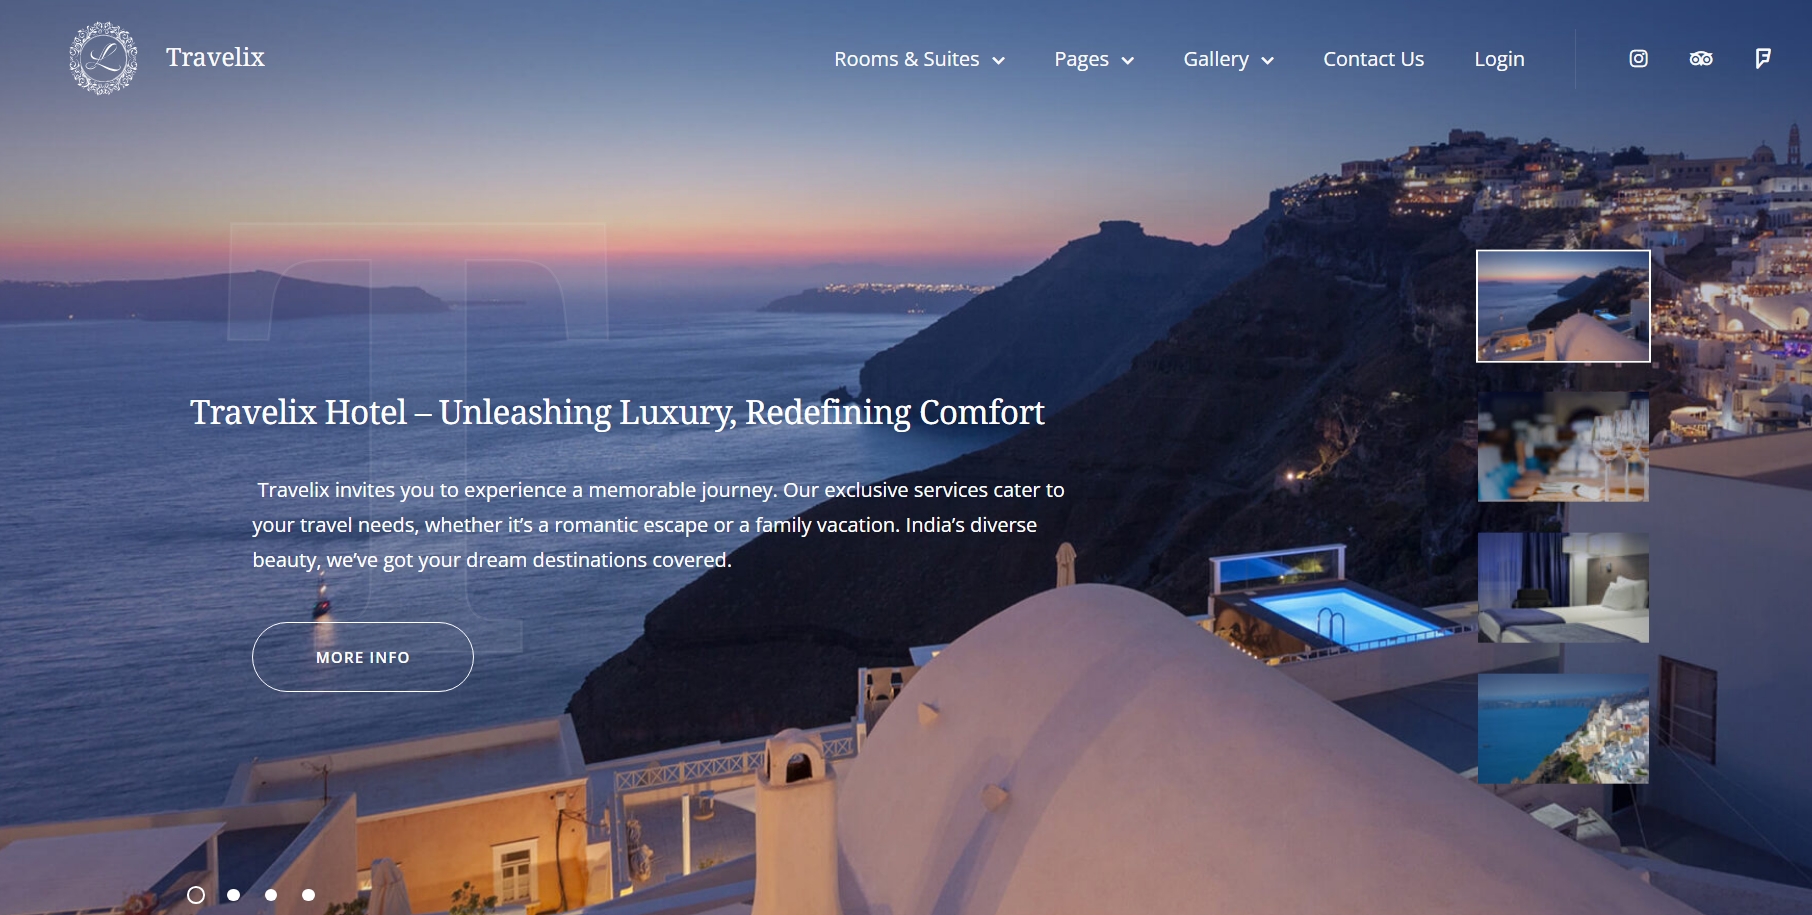 L
Travelix
Rooms & Suites
Pages
Gallery
Contact Us
Login
T
Travelix Hotel – Unleashing Luxury, Redefining Comfort
Travelix invites you to experience a memorable journey. Our exclusive services cater to
your travel needs, whether it’s a romantic escape or a family vacation. India’s diverse
beauty, we’ve got your dream destinations covered.
MORE INFO